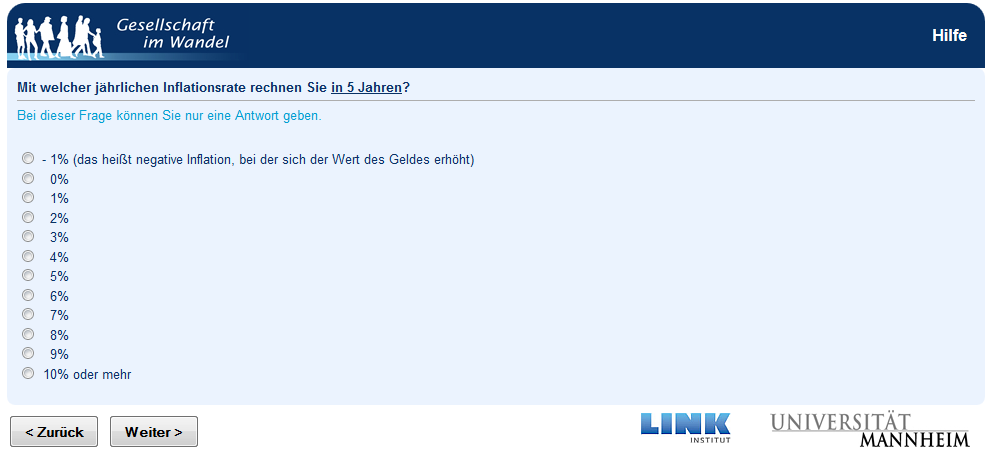 Gesellschaft
im Wandel
Hilfe
Mit welcher jährlichen Inflationsrate rechnen Sie in 5 Jahren?
Bei dieser Frage können Sie nur eine Antwort geben.
- 1% (das heißt negative Inflation, bei der sich der Wert des Geldes erhöht)
0%
1%
2%
3%
4%
5%
6%
7%
8%
9%
10% oder mehr
< Zurück
Weiter >
LINK
INSTITUT
UNIVERSITÄT
MANNHEIM